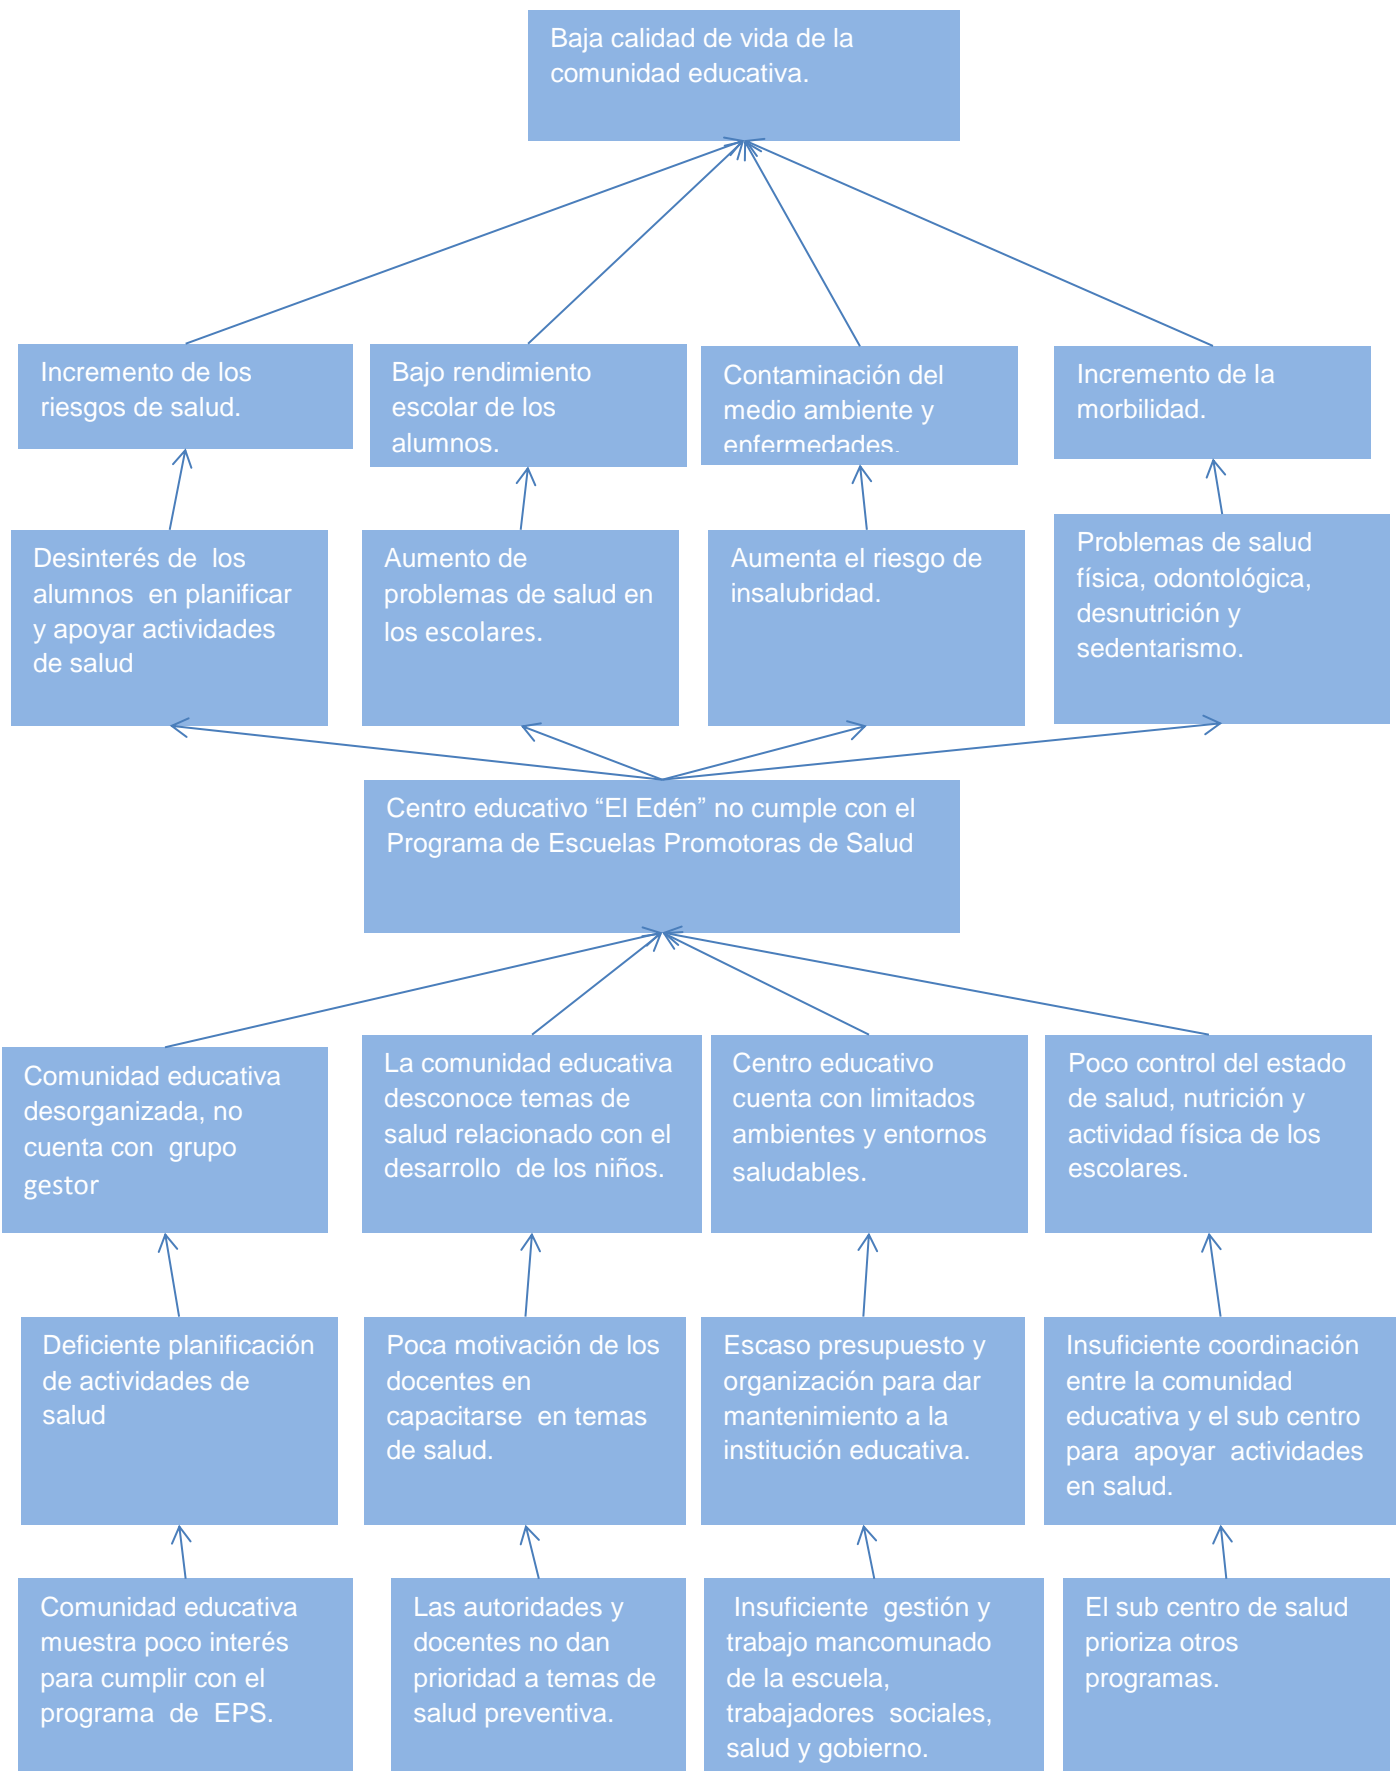 Baja calidad de vida de la
comunidad educativa.
Incremento de los
riesgos de salud.
Bajo rendimiento
escolar de los
alumnos.
Contaminación del
medio ambiente y
enfermedades.
Incremento de la
morbilidad.
Desinterés de los
alumnos en planificar
y apoyar actividades
de salud
Aumento de
problemas de salud en
los escolares.
Aumenta el riesgo de
insalubridad.
Problemas de salud
física, odontológica,
desnutrición y
sedentarismo.
Centro educativo “El Edén” no cumple con el
Programa de Escuelas Promotoras de Salud
Comunidad educativa
desorganizada, no
cuenta con grupo
gestor
La comunidad educativa
desconoce temas de
salud relacionado con el
desarrollo de los niños.
Centro educativo
cuenta con limitados
ambientes y entornos
saludables.
Poco control del estado
de salud, nutrición y
actividad física de los
escolares.
Deficiente planificación
de actividades de
salud
Poca motivación de los
docentes en
capacitarse en temas
de salud.
Escaso presupuesto y
organización para dar
mantenimiento a la
institución educativa.
Insuficiente coordinación
entre la comunidad
educativa y el sub centro
para apoyar actividades
en salud.
Comunidad educativa
muestra poco interés
para cumplir con el
programa de EPS.
Las autoridades y
docentes no dan
prioridad a temas de
salud preventiva.
Insuficiente gestión y
trabajo mancomunado
de la escuela,
trabajadores sociales,
salud y gobierno.
El sub centro de salud
prioriza otros
programas.